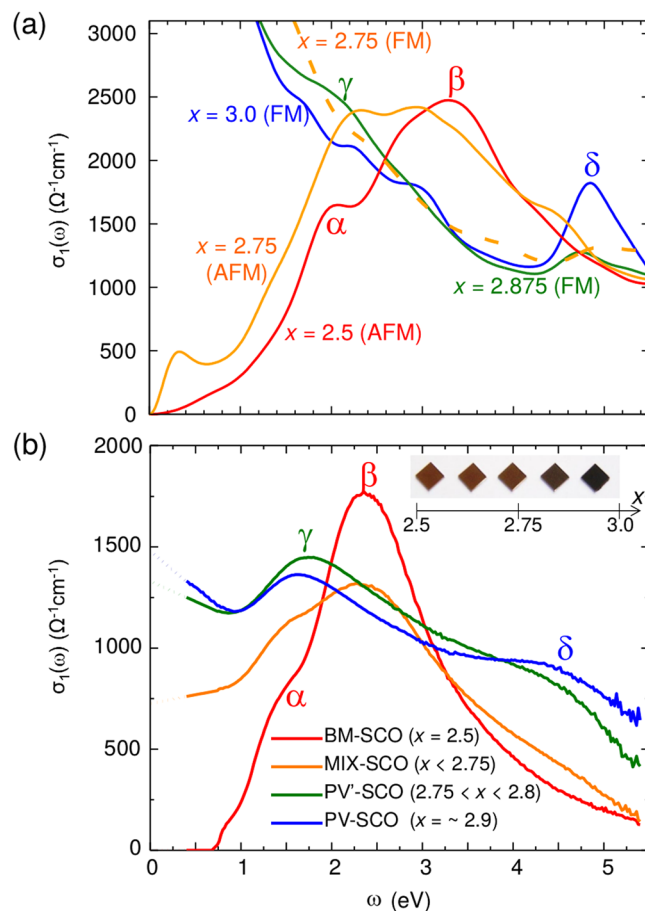 (a)
3000
2500
2000
1500
1000
500
0
σ₁(ω) (Ω⁻¹cm⁻¹)
x = 2.75 (FM)
γ
β
x = 3.0 (FM)
δ
α
x = 2.75
(AFM)
x = 2.875 (FM)
x = 2.5 (AFM)
(b)
2000
1500
1000
500
0
σ₁(ω) (Ω⁻¹cm⁻¹)
β
x
2.5 2.75 3.0
γ
δ
α
BM-SCO (x = 2.5)
MIX-SCO (x < 2.75)
PV'-SCO (2.75 < x < 2.8)
PV-SCO (x = ~ 2.9)
0 1 2 3 4 5
ω (eV)